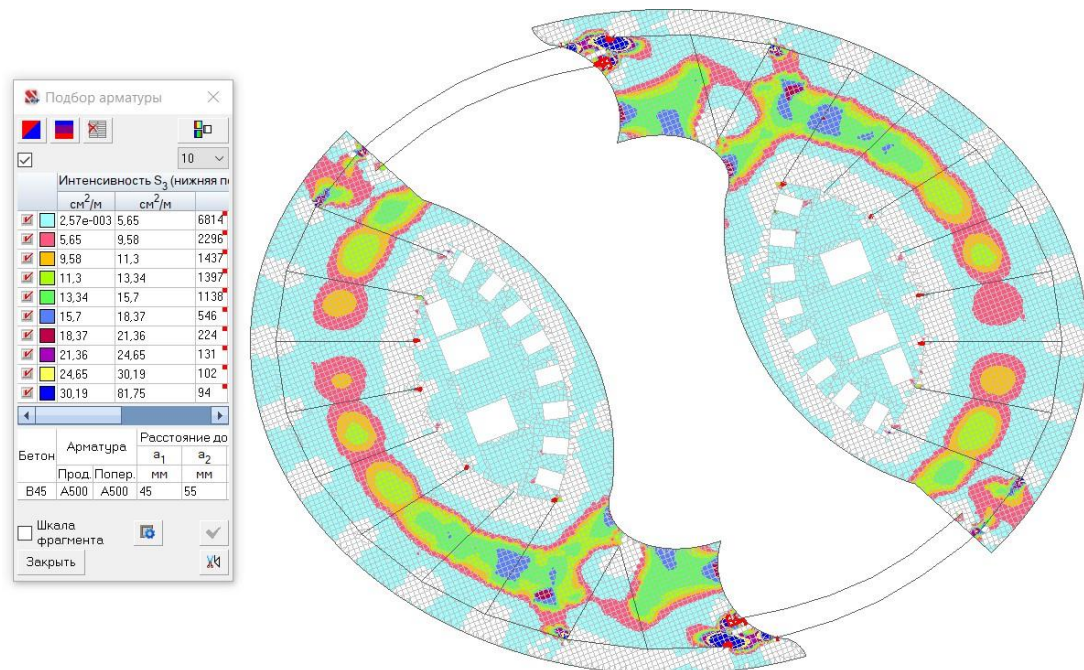 Подбор арматуры
10
Интенсивность S3 (нижняя по
см2/м см2/м
2,57e-003 5,65 6814
5,65 9,58 2296
9,58 11,3 1437
11,3 13,34 1397
13,34 15,7 1138
15,7 18,37 546
18,37 21,36 224
21,36 24,65 131
24,65 30,19 102
30,19 81,75 94
Бетон Арматура Расстояние до
a1 a2
Прод. Попер. мм мм
B45 A500 A500 45 55
Шкала
фрагмента
Закрыть